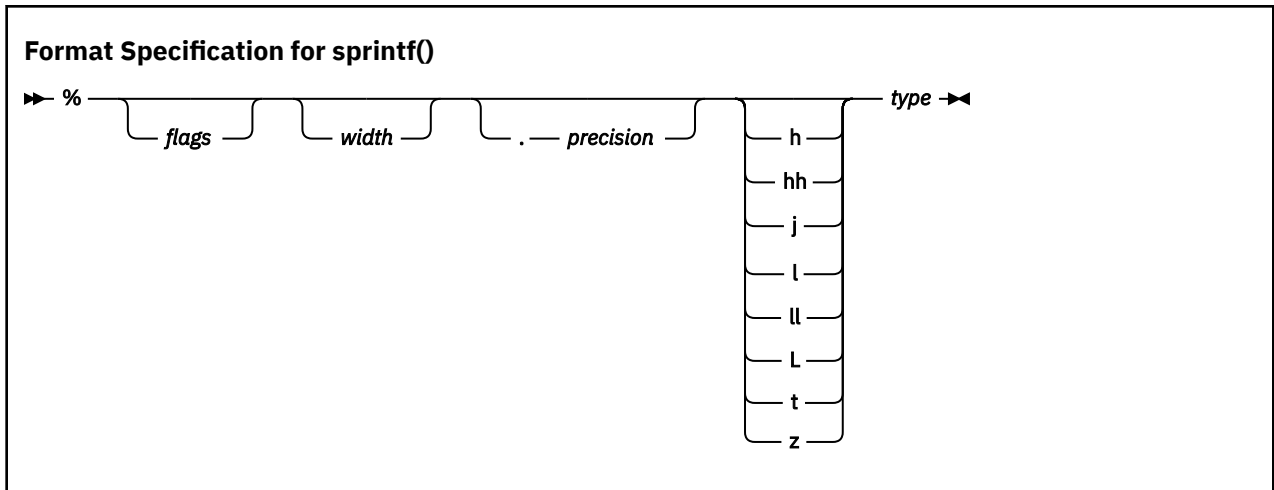 Format Specification for sprintf()
% type
flags width . precision h
hh
j
l
ll
L
t
z